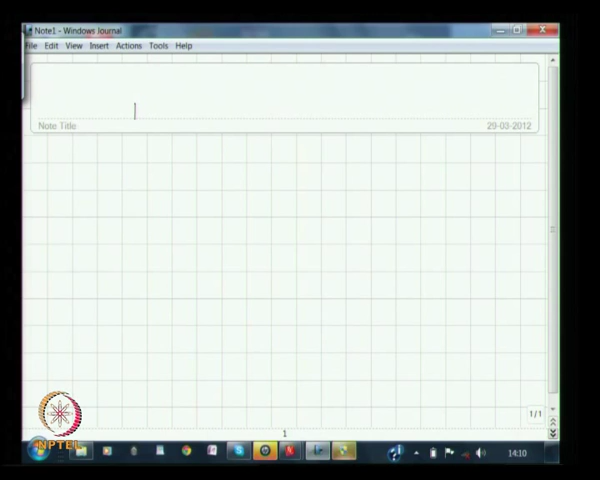 Note1 - Windows Journal
File Edit View Insert Actions Tools Help
Note Title
29-03-2012
1/1
1
NPTEL
14:10